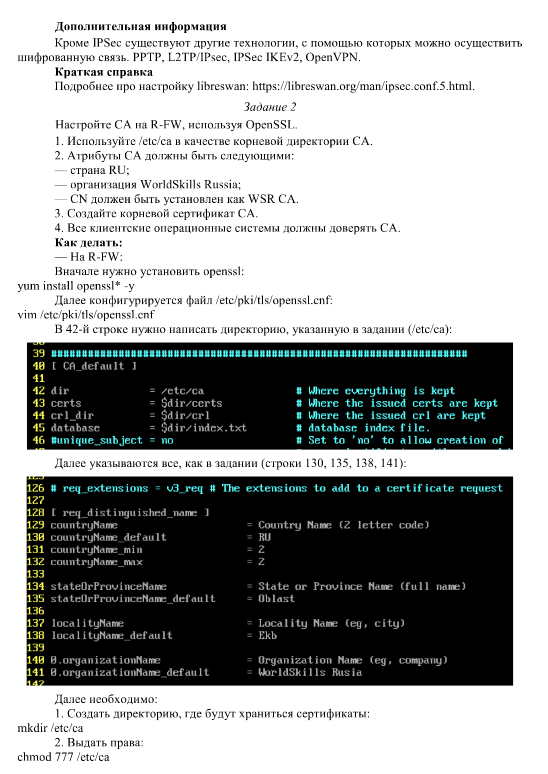 Дополнительная информация
Кроме IPSec существуют другие технологии, с помощью которых можно осуществить
шифрованную связь. PPTP, L2TP/IPsec, IPSec IKEv2, OpenVPN.
Краткая справка
Подробнее про настройку libreswan: https://libreswan.org/man/ipsec.conf.5.html.
Задание 2
Настройте CA на R-FW, используя OpenSSL.
1. Используйте /etc/ca в качестве корневой директории CA.
2. Атрибуты CA должны быть следующими:
— страна RU;
— организация WorldSkills Russia;
— CN должен быть установлен как WSR CA.
3. Создайте корневой сертификат CA.
4. Все клиентские операционные системы должны доверять CA.
Как делать:
— На R-FW:
Вначале нужно установить openssl:
yum install openssl* -y
Далее конфигурируется файл /etc/pki/tls/openssl.cnf:
vim /etc/pki/tls/openssl.cnf
В 42-й строке нужно написать директорию, указанную в задании (/etc/ca):
39 ####################################################################
40 [ CA_default ]
41
42 dir = /etc/ca # Where everything is kept
43 certs = $dir/certs # Where the issued certs are kept
44 crl_dir = $dir/crl # Where the issued crl are kept
45 database = $dir/index.txt # database index file.
46 #unique_subject = no # Set to 'no' to allow creation of
Далее указываются все, как в задании (строки 130, 135, 138, 141):
126 # req_extensions = v3_req # The extensions to add to a certificate request
127
128 [ req_distinguished_name ]
129 countryName = Country Name (2 letter code)
130 countryName_default = RU
131 countryName_min = 2
132 countryName_max = 2
133
134 stateOrProvinceName = State or Province Name (full name)
135 stateOrProvinceName_default = Oblast
136
137 localityName = Locality Name (eg, city)
138 localityName_default = Ekb
139
140 0.organizationName = Organization Name (eg, company)
141 0.organizationName_default = WorldSkills Rusia
Далее необходимо:
1. Создать директорию, где будут храниться сертификаты:
mkdir /etc/ca
2. Выдать права:
chmod 777 /etc/ca